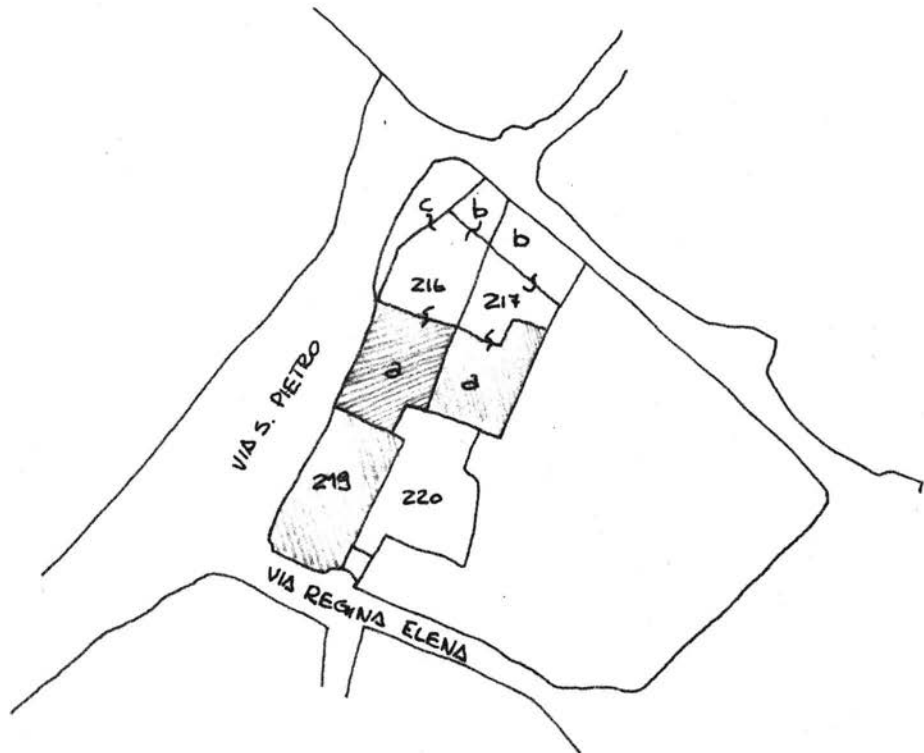 c
b
b
216
217
a
a
VIA S. PIETRO
219
220
VIA REGINA ELENA